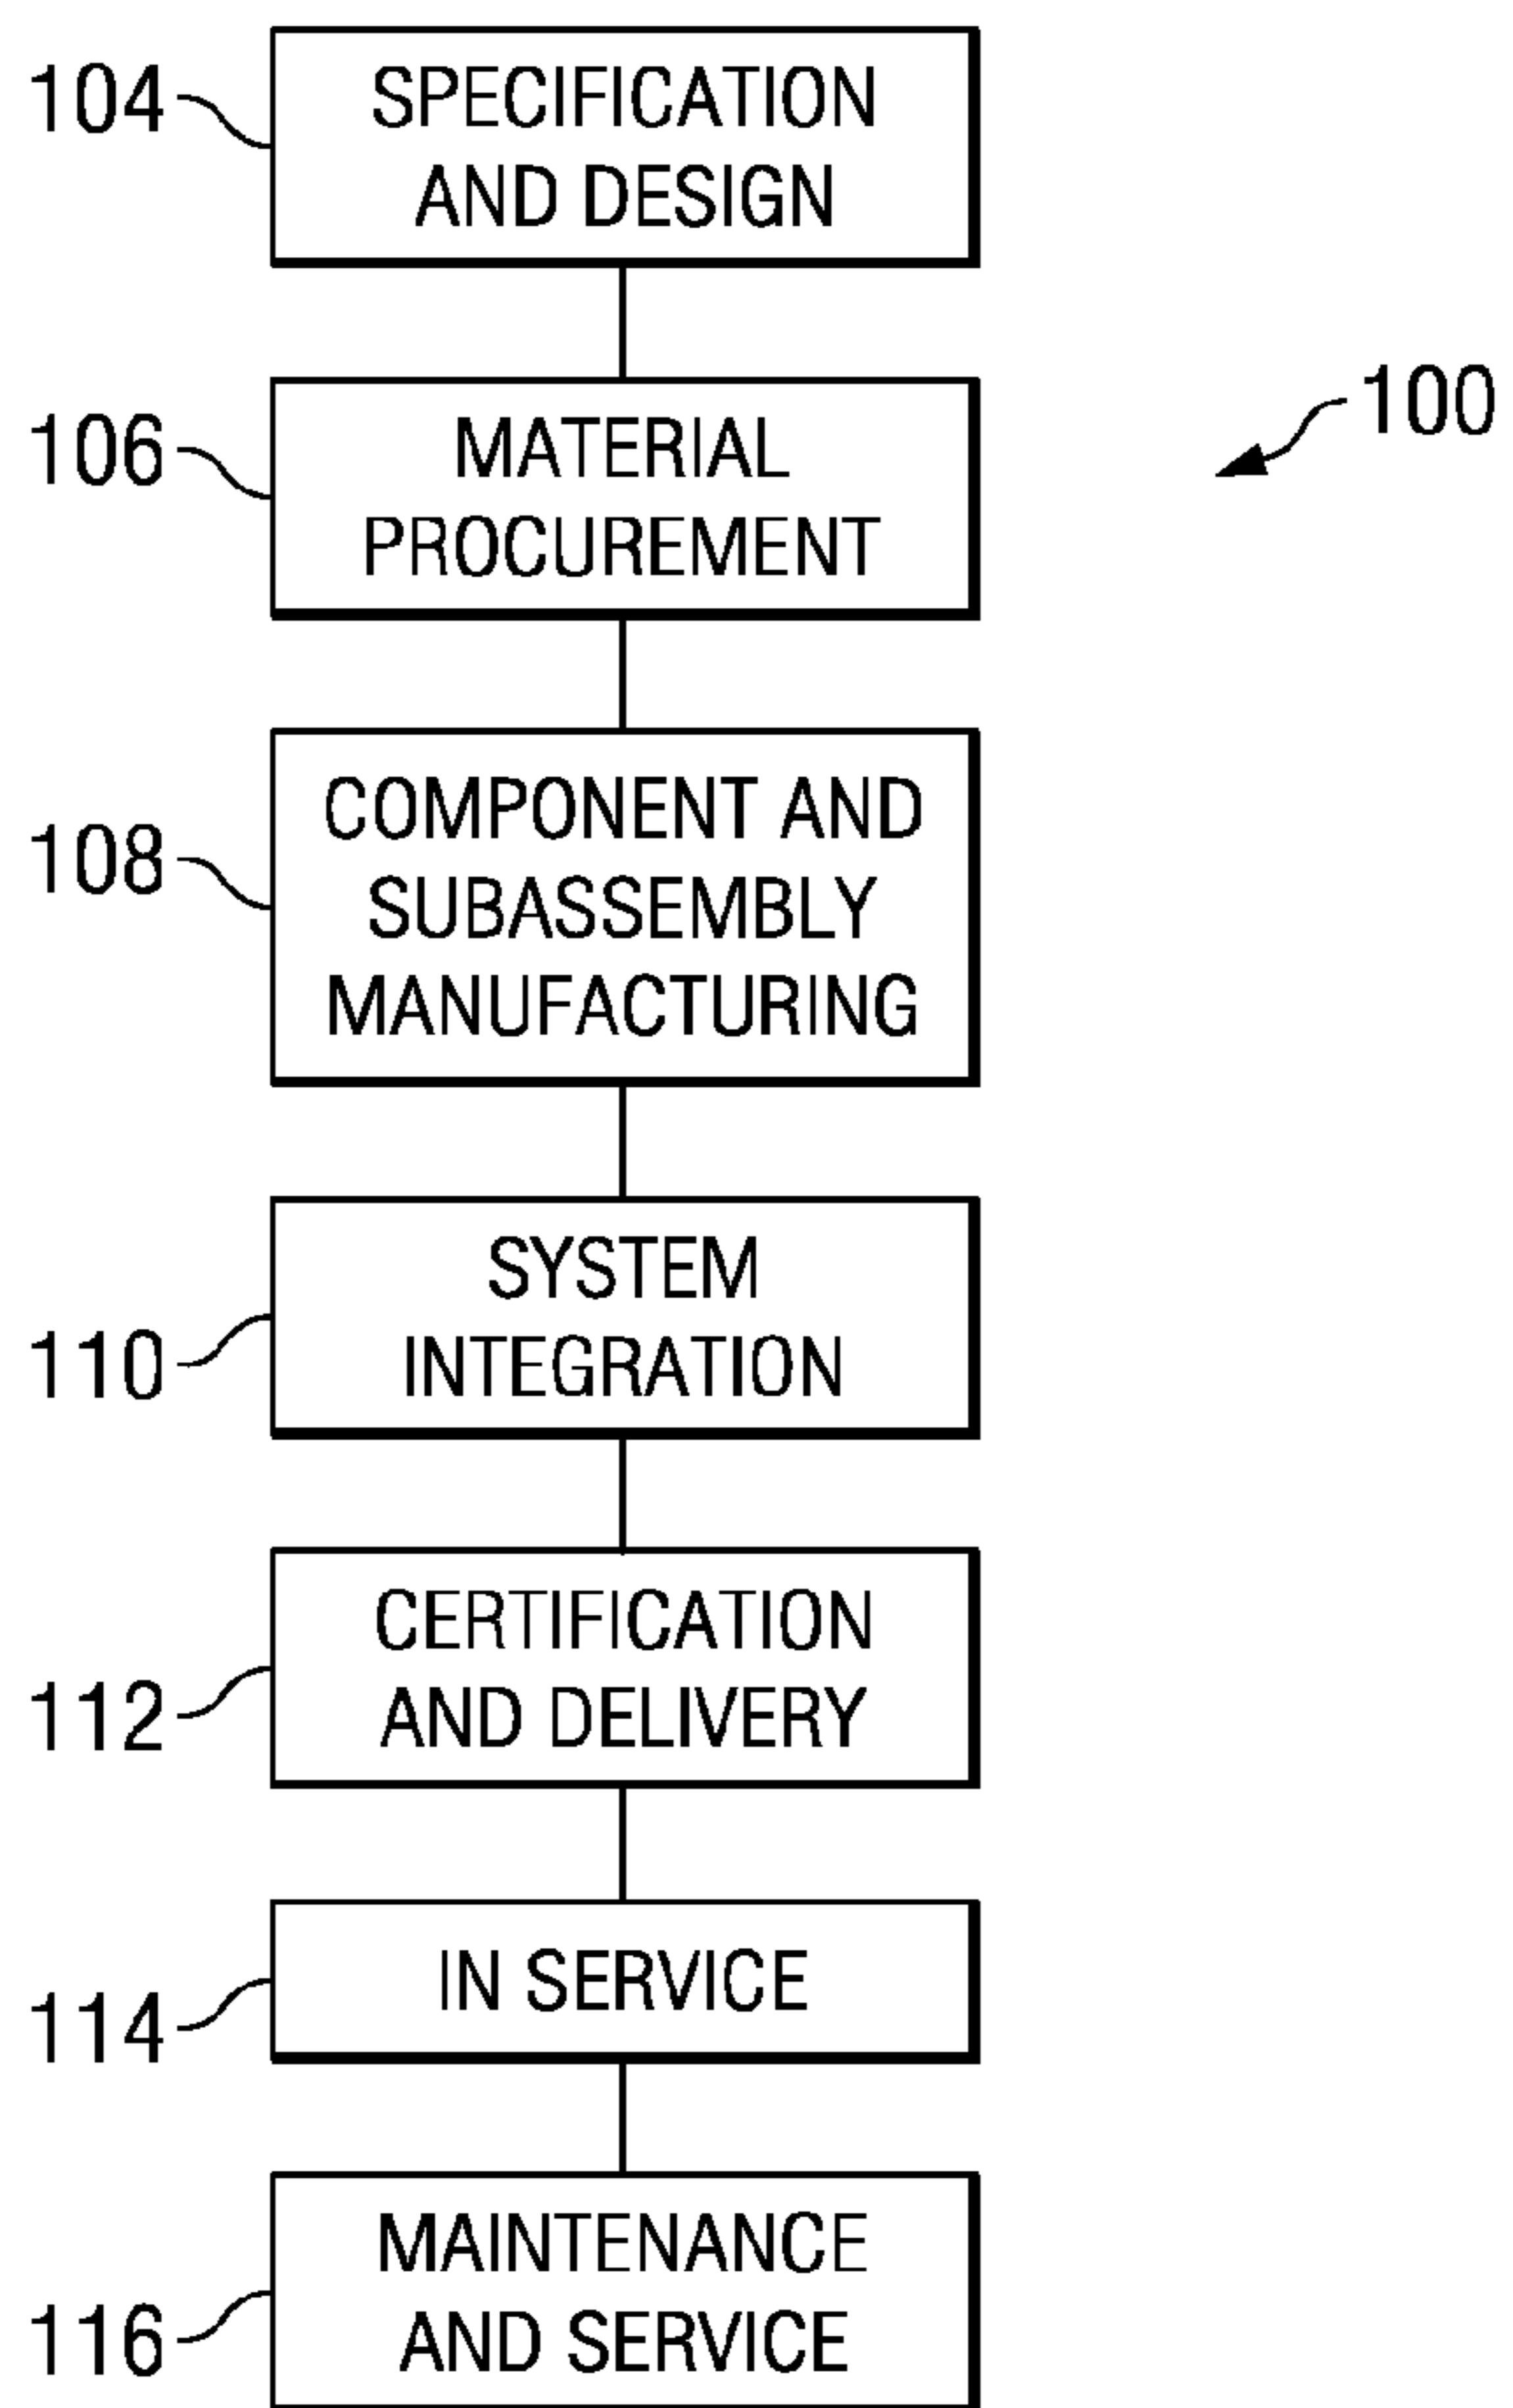 104
SPECIFICATION
AND DESIGN
100
106
MATERIAL
PROCUREMENT
108
COMPONENT AND
SUBASSEMBLY
MANUFACTURING
110
SYSTEM
INTEGRATION
112
CERTIFICATION
AND DELIVERY
114
IN SERVICE
116
MAINTENANCE
AND SERVICE